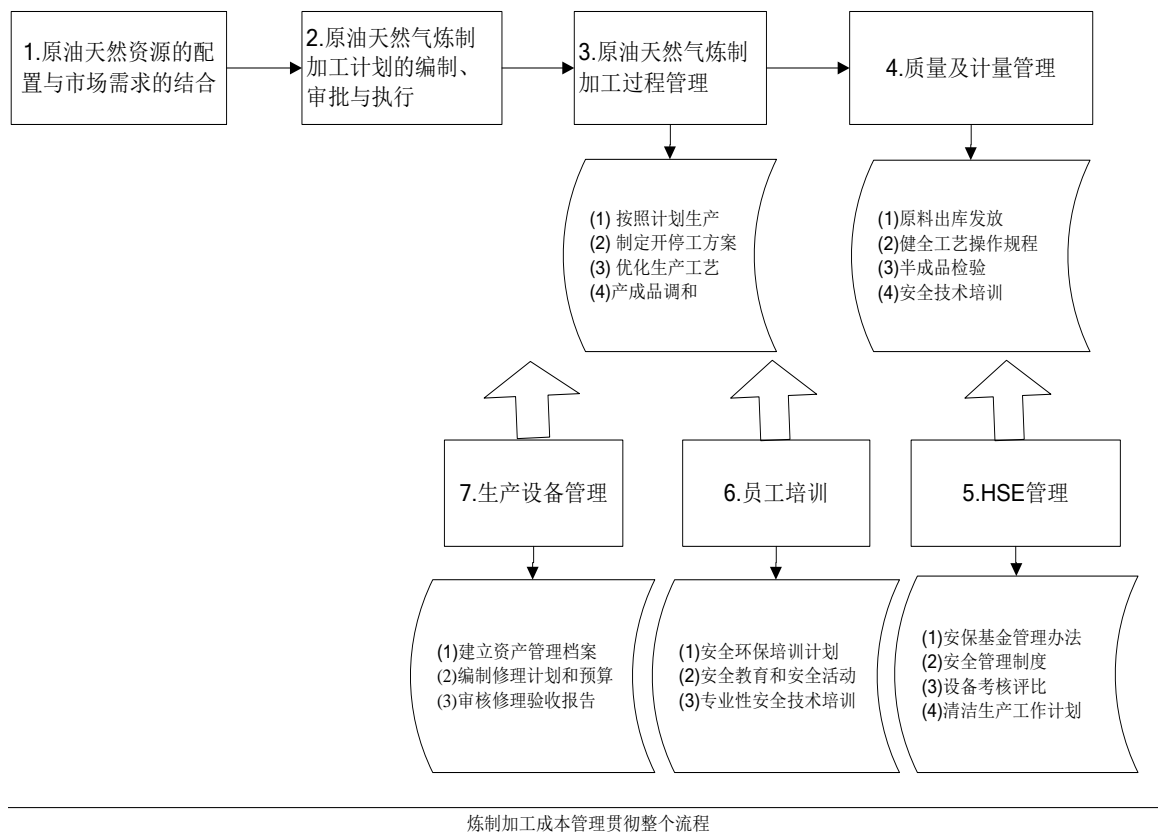 1.原油天然资源的配
置与市场需求的结合
2.原油天然气炼制
加工计划的编制、
审批与执行
3.原油天然气炼制
加工过程管理
4.质量及计量管理
(1) 按照计划生产
(2) 制定开停工方案
(3) 优化生产工艺
(4)产成品调和
(1)原料出库发放
(2)健全工艺操作规程
(3)半成品检验
(4)安全技术培训
7.生产设备管理
6.员工培训
5.HSE管理
(1)建立资产管理档案
(2)编制修理计划和预算
(3)审核修理验收报告
(1)安全环保培训计划
(2)安全教育和安全活动
(3)专业性安全技术培训
(1)安保基金管理办法
(2)安全管理制度
(3)设备考核评比
(4)清洁生产工作计划
炼制加工成本管理贯彻整个流程